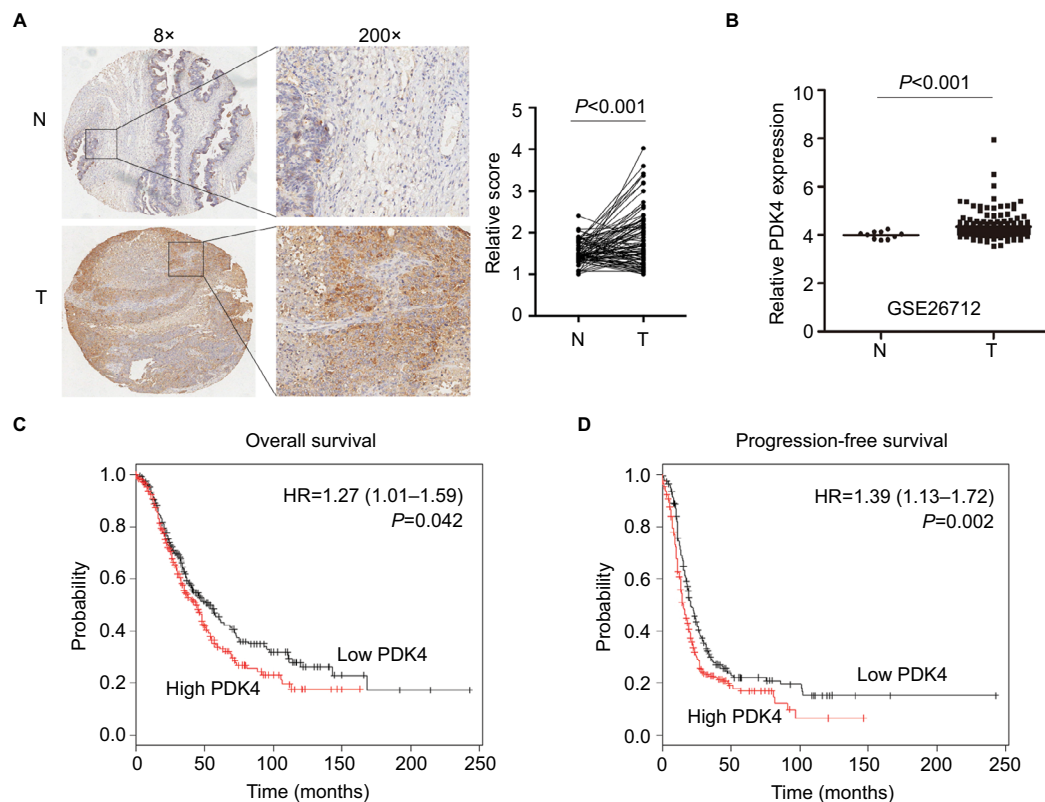 A
8×
200×
N
T
P<0.001
Relative score
5
4
3
2
1
0
N
T
B
P<0.001
Relative PDK4 expression
10
8
6
4
2
0
GSE26712
N
T
C
Overall survival
HR=1.27 (1.01–1.59)
P=0.042
Probability
1.0
0.8
0.6
0.4
0.2
0.0
Low PDK4
High PDK4
0
50
100
150
200
250
Time (months)
D
Progression-free survival
HR=1.39 (1.13–1.72)
P=0.002
Probability
1.0
0.8
0.6
0.4
0.2
0.0
Low PDK4
High PDK4
0
50
100
150
200
250
Time (months)